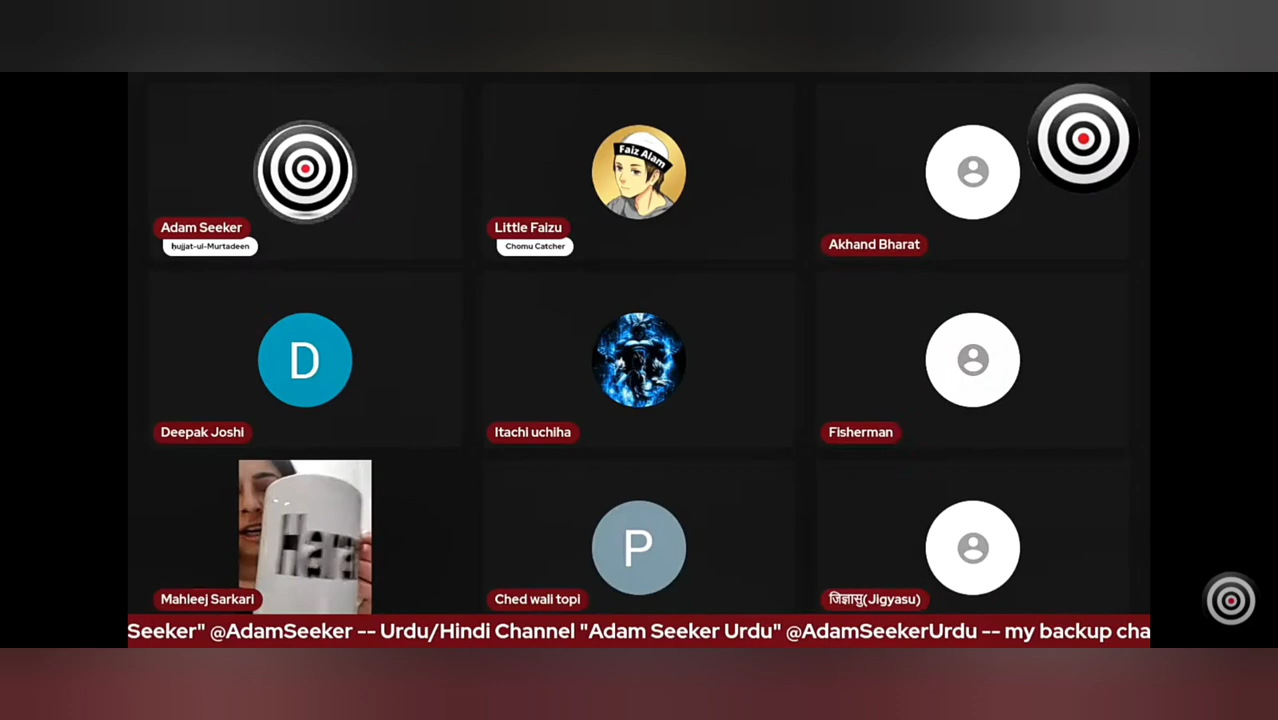 Faiz Alam
Adam Seeker
hujjat-ul-Murtadeen
Little Faizu
Chomu Catcher
Akhand Bharat
D
Deepak Joshi
Itachi uchiha
Fisherman
Mahleej Sarkari
P
Ched wali topi
जिज्ञासु(Jigyasu)
Seeker" @AdamSeeker -- Urdu/Hindi Channel "Adam Seeker Urdu" @AdamSeekerUrdu -- my backup cha